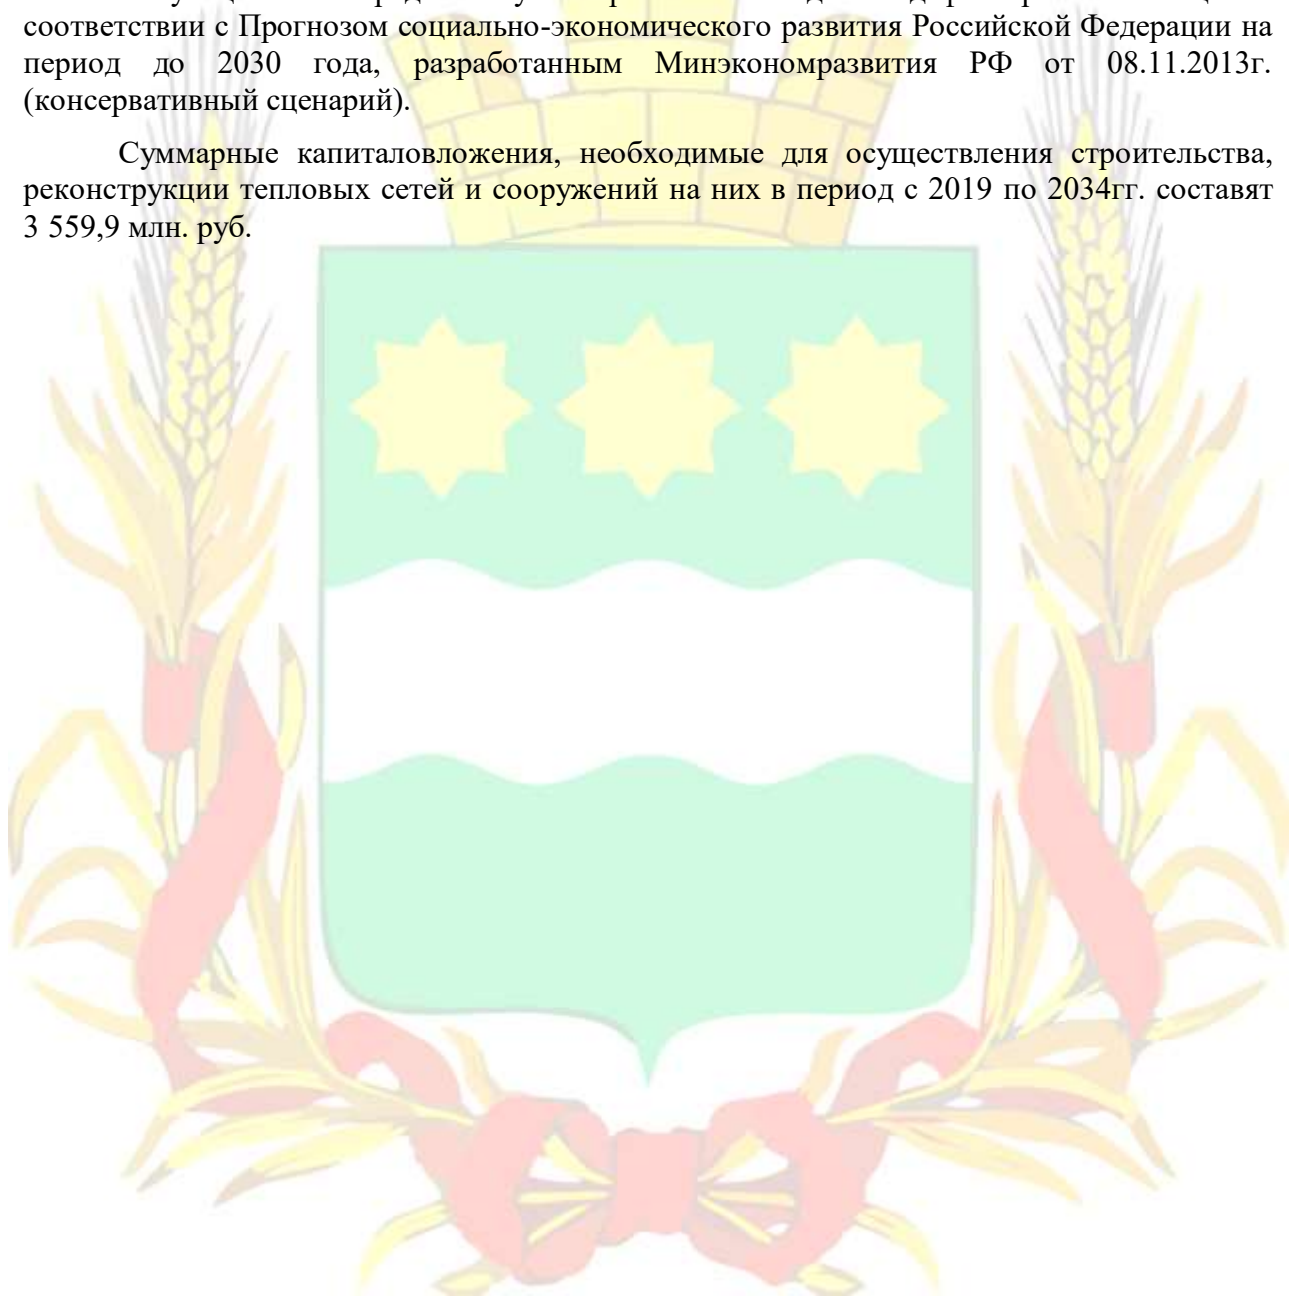 соответствии с Прогнозом социально-экономического развития Российской Федерации на
период до 2030 года, разработанным Минэкономразвития РФ от 08.11.2013г.
(консервативный сценарий).
Суммарные капиталовложения, необходимые для осуществления строительства,
реконструкции тепловых сетей и сооружений на них в период с 2019 по 2034гг. составят
3 559,9 млн. руб.